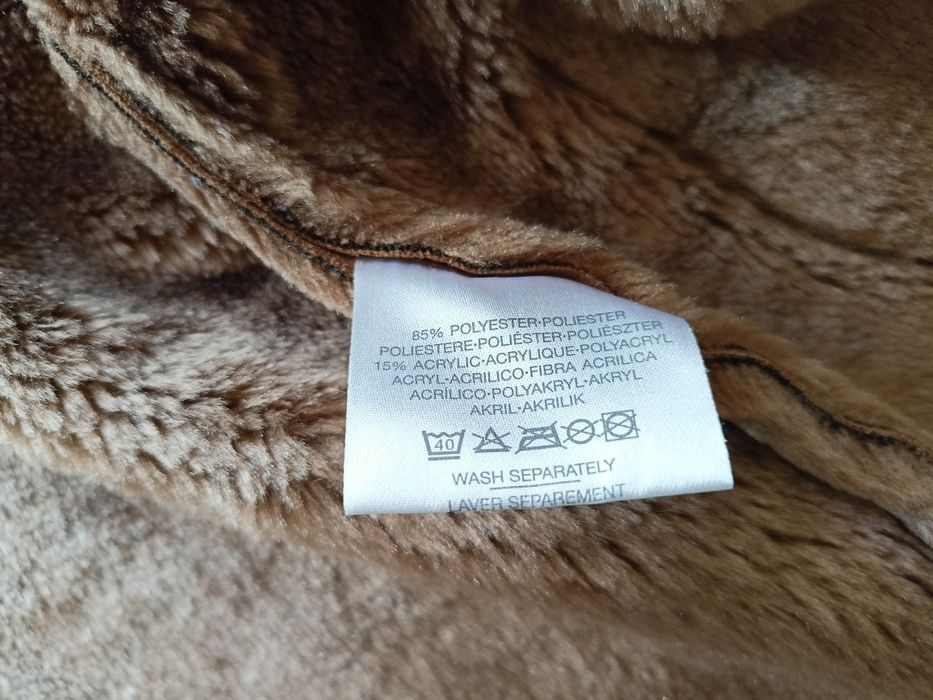 85% POLYESTER·POLIESTER
POLIESTERE·POLIÉSTER·POLIÉSZTER
15% ACRYLIC·ACRYLIQUE·POLYACRYL
ACRYL·ACRILICO·FIBRA ACRILICA
ACRÍLICO·POLYAKRYL·AKRYL
AKRIL·AKRILIK
40
WASH SEPARATELY
LAVER SEPAREMENT